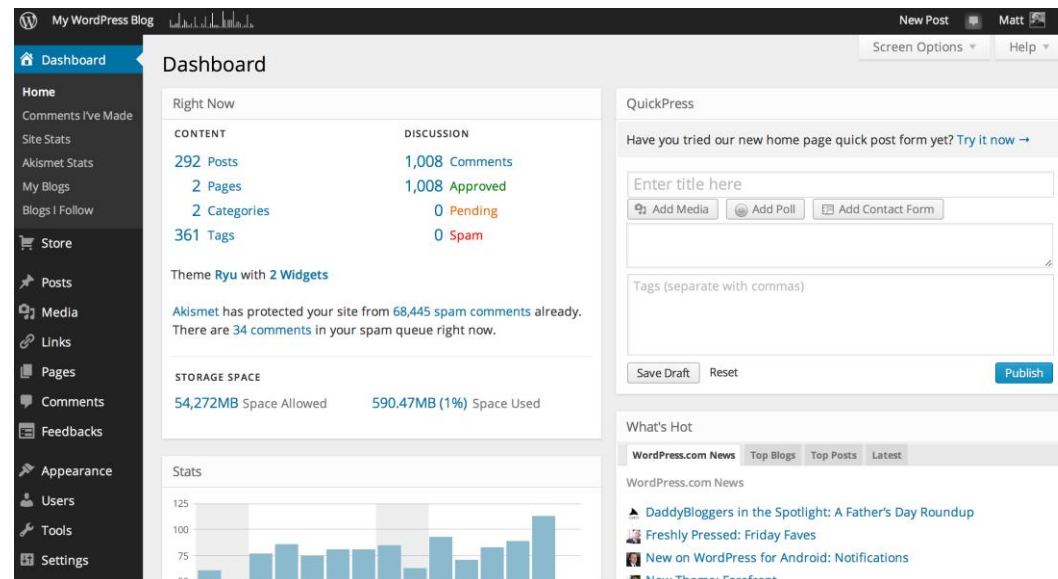 My WordPress Blog
New Post
Matt
Screen Options
Help
Dashboard
Home
Comments I've Made
Site Stats
Akismet Stats
My Blogs
Blogs I Follow
Store
Posts
Media
Links
Pages
Comments
Feedbacks
Appearance
Users
Tools
Settings
Dashboard
Right Now
CONTENT
292 Posts
2 Pages
2 Categories
361 Tags
DISCUSSION
1,008 Comments
1,008 Approved
0 Pending
0 Spam
Theme Ryu with 2 Widgets
Akismet has protected your site from 68,445 spam comments already.
There are 34 comments in your spam queue right now.
STORAGE SPACE
54,272MB Space Allowed
590.47MB (1%) Space Used
Stats
125
100
75
QuickPress
Have you tried our new home page quick post form yet? Try it now →
Enter title here
Add Media
Add Poll
Add Contact Form
Tags (separate with commas)
Save Draft
Reset
Publish
What's Hot
WordPress.com News
Top Blogs
Top Posts
Latest
WordPress.com News
DaddyBloggers in the Spotlight: A Father's Day Roundup
Freshly Pressed: Friday Faves
New on WordPress for Android: Notifications